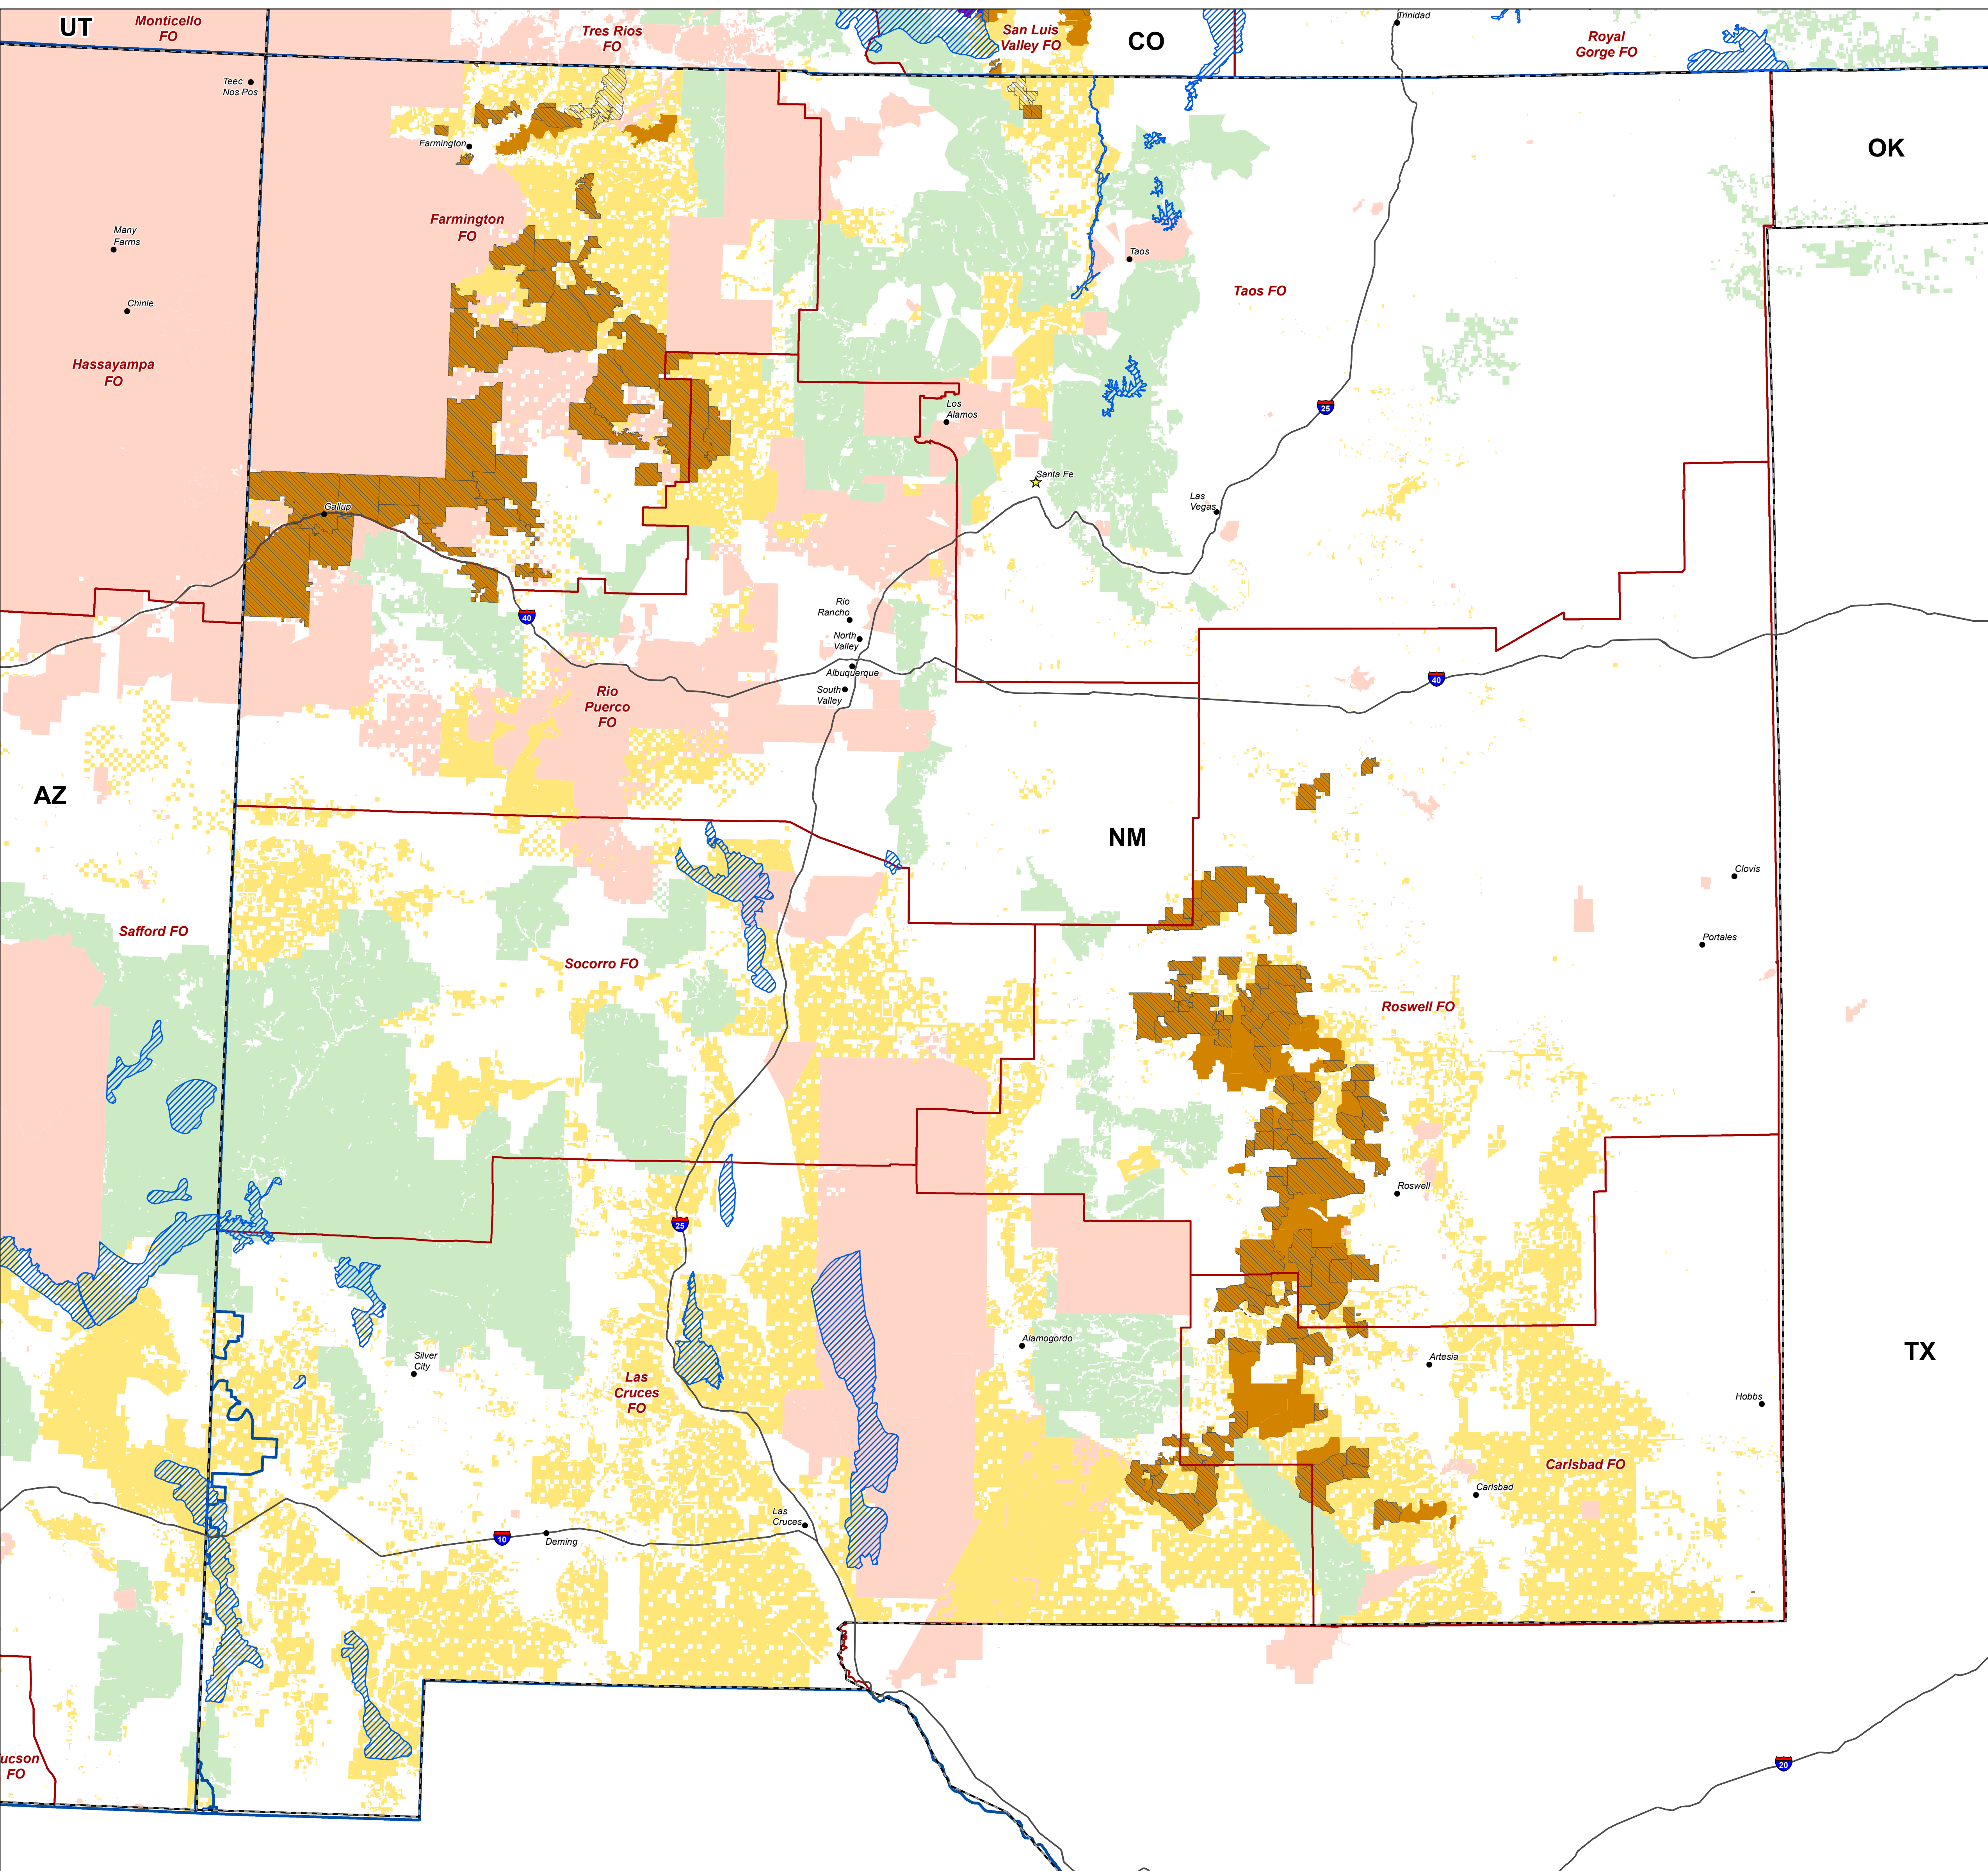 UT
Monticello
FO
Tres Rios
FO
San Luis
Valley FO
CO
Trinidad
Royal
Gorge FO
Teec
Nos Pos
Farmington
OK
Many
Farms
Farmington
FO
Taos
Taos FO
Chinle
Hassayampa
FO
Los
Alamos
25
Santa Fe
Las
Vegas
Gallup
Rio
Rancho
40
North
Valley
Albuquerque
South
Valley
40
Rio
Puerco
FO
AZ
NM
Clovis
Safford FO
Portales
Socorro FO
Roswell FO
Roswell
25
Alamogordo
TX
Silver
City
Artesia
Las
Cruces
FO
Hobbs
Carlsbad FO
Carlsbad
Las
Cruces
10
Deming
ucson
FO
20